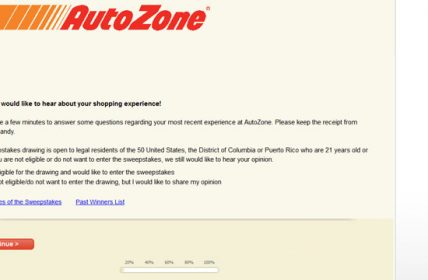 AutoZone
would like to hear about your shopping experience!
e a few minutes to answer some questions regarding your most recent experience at AutoZone. Please keep the receipt from
andy.
pstakes drawing is open to legal residents of the 50 United States, the District of Columbia or Puerto Rico who are 21 years old or
u are not eligible or do not want to enter the sweepstakes, we still would like to hear your opinion.
igible for the drawing and would like to enter the sweepstakes
ot eligible/do not want to enter the drawing, but I would like to share my opinion
es of the Sweepstakes Past Winners List
inue >
20% 40% 60% 80% 100%